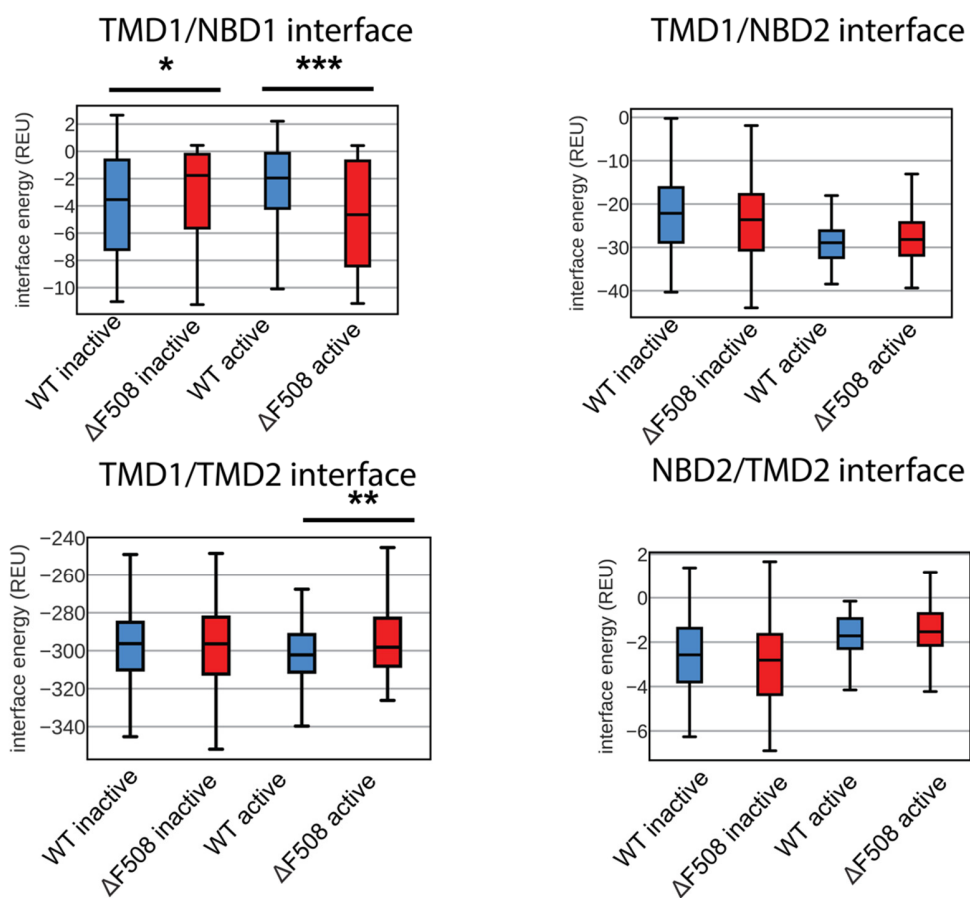 TMD1/NBD1 interface
* ***
interface energy (REU)
2
0
−2
−4
−6
−8
−10
WT inactive
ΔF508 inactive
WT active
ΔF508 active
TMD1/NBD2 interface
interface energy (REU)
0
−10
−20
−30
−40
WT inactive
ΔF508 inactive
WT active
ΔF508 active
TMD1/TMD2 interface
**
interface energy (REU)
−240
−260
−280
−300
−320
−340
WT inactive
ΔF508 inactive
WT active
ΔF508 active
NBD2/TMD2 interface
interface energy (REU)
2
0
−2
−4
−6
WT inactive
ΔF508 inactive
WT active
ΔF508 active